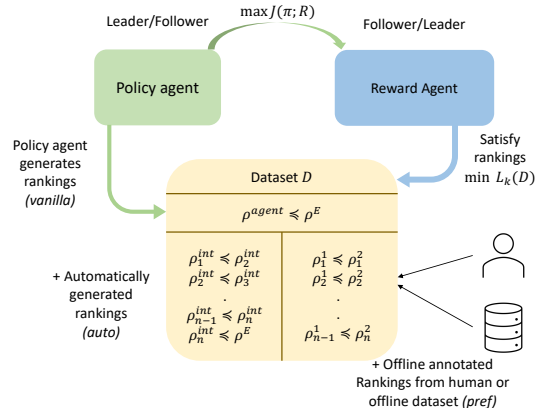 Leader/Follower
max J(π; R)
Follower/Leader
Policy agent
Reward Agent
Policy agent
generates
rankings
(vanilla)
Satisfy
rankings
min L_k(D)
Dataset D
ρ^{agent} ≼ ρ^E
ρ_1^{int} ≼ ρ_2^{int}
ρ_2^{int} ≼ ρ_3^{int}
.
ρ_{n-1}^{int} ≼ ρ_n^{int}
ρ_n^{int} ≼ ρ^E
ρ_1^1 ≼ ρ_1^2
ρ_2^1 ≼ ρ_2^2
.
.
ρ_{n-1}^1 ≼ ρ_n^2
+ Automatically
generated
rankings
(auto)
+ Offline annotated
Rankings from human or
offline dataset (pref)